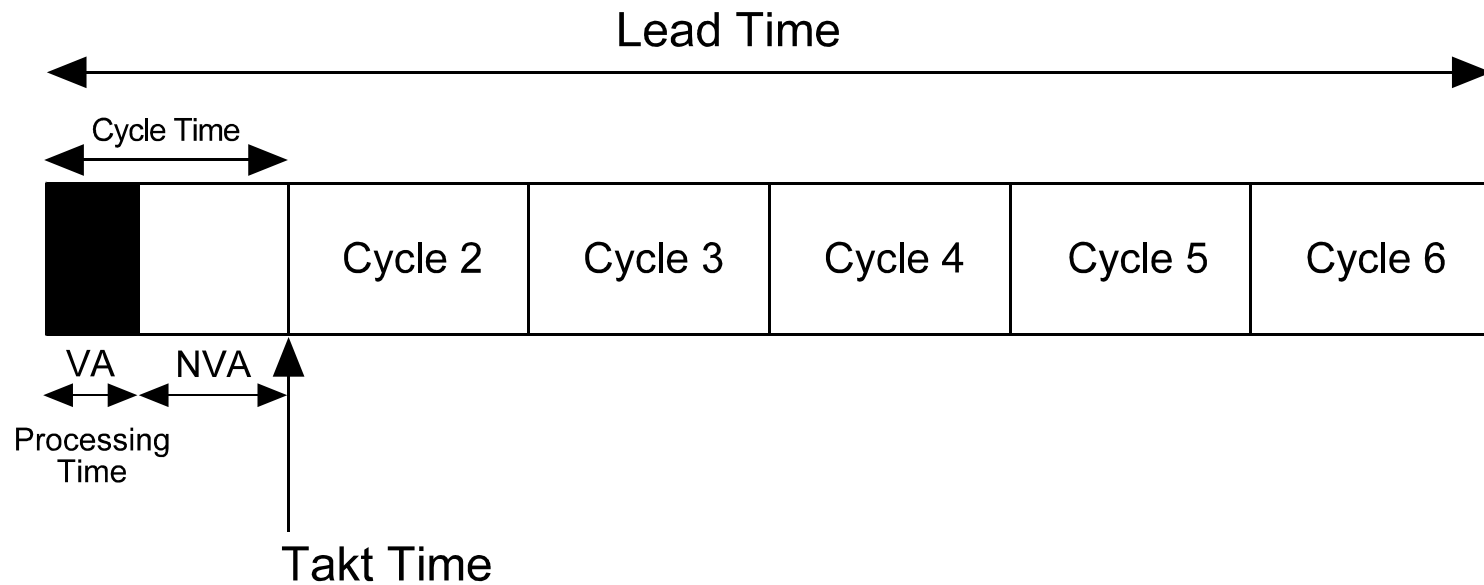 Lead Time
Cycle Time
Cycle 2
Cycle 3
Cycle 4
Cycle 5
Cycle 6
VA
NVA
Processing
Time
Takt Time